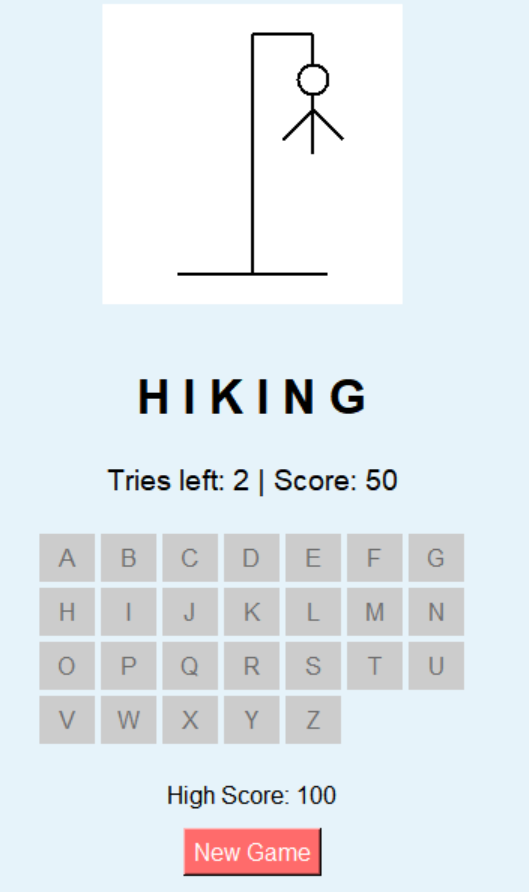 H I K I N G
Tries left: 2 | Score: 50
A B C D E F G
H I J K L M N
O P Q R S T U
V W X Y Z
High Score: 100
New Game